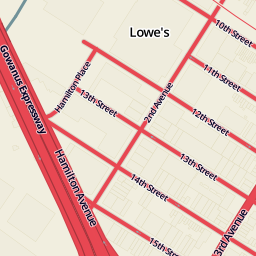 Lowe's
10th Street
11th Street
Gowanus Expressway
Hamilton Place
13th Street
2nd Avenue
12th Street
13th Street
Hamilton Avenue
14th Street
3rd Avenue
15th Street